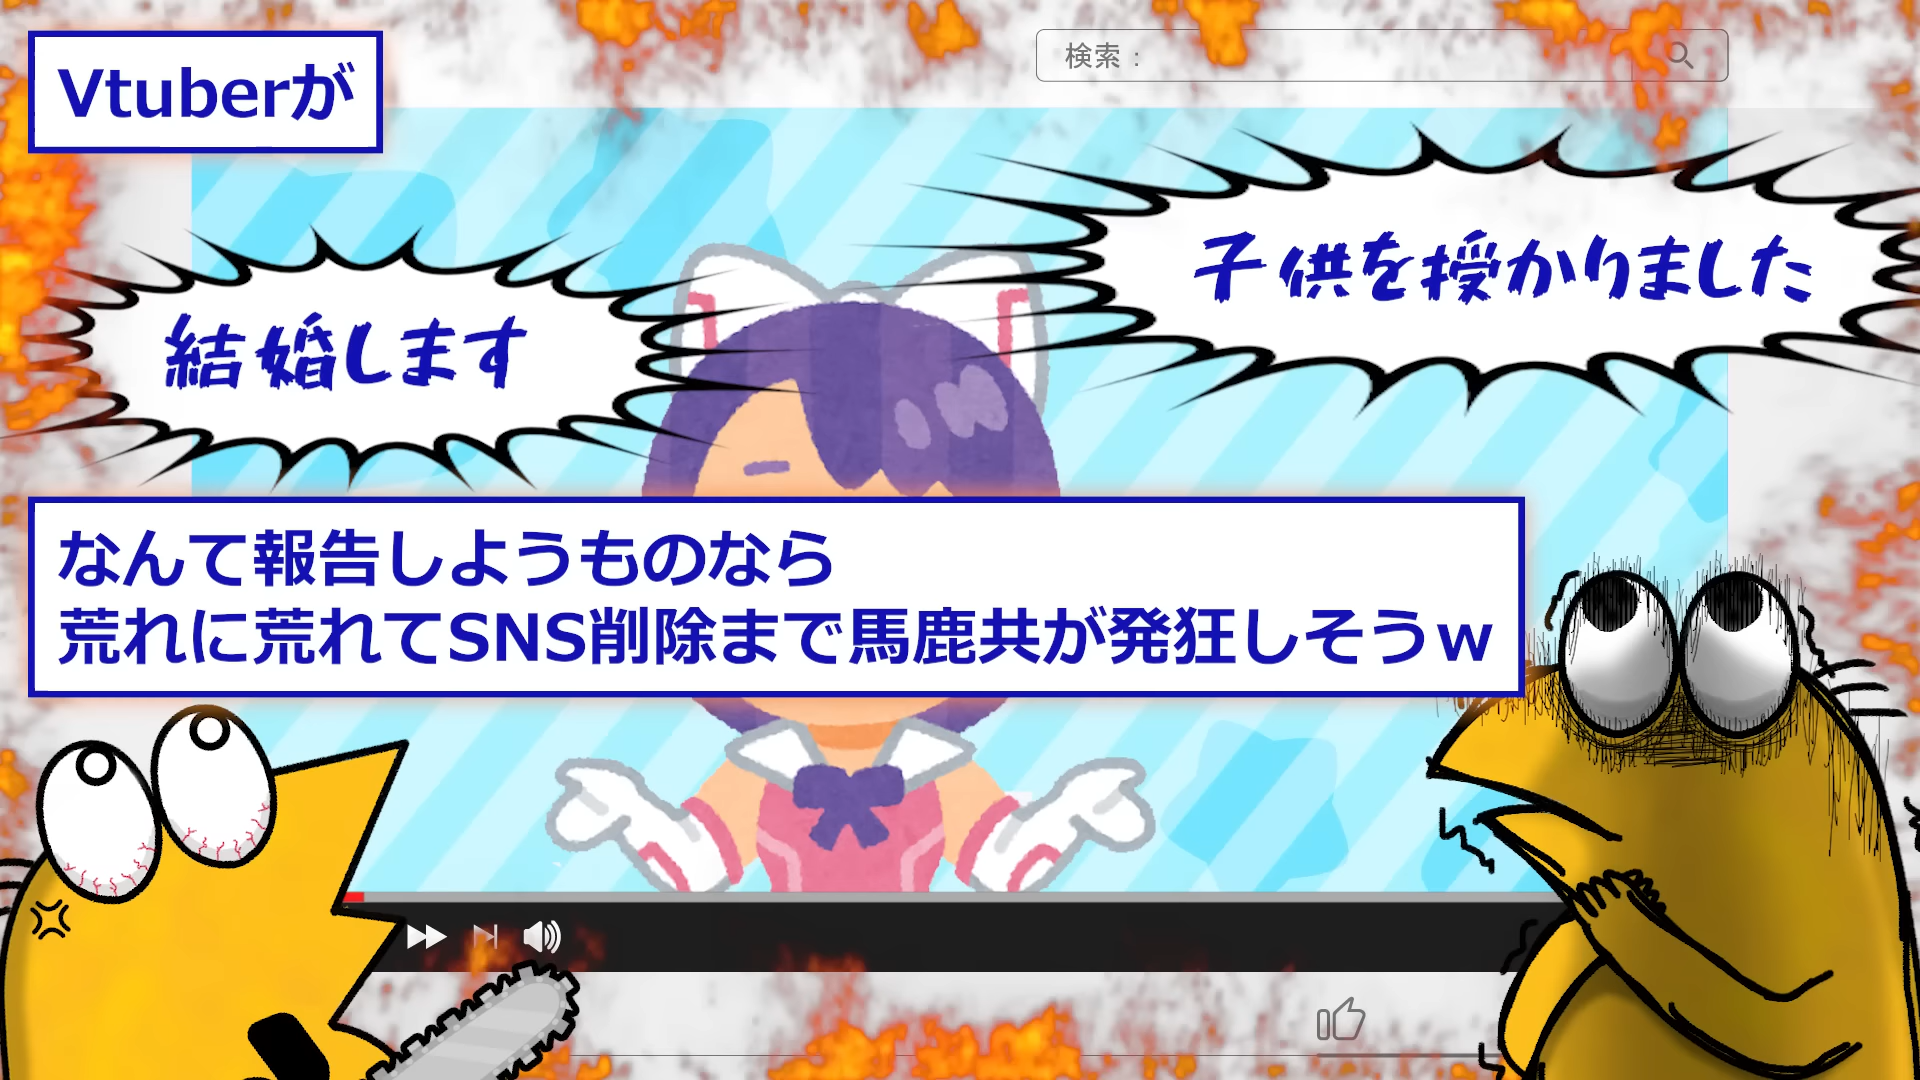 Vtuberが
検索：
子供を授かりました
結婚します
なんて報告しようものなら
荒れに荒れてSNS削除まで馬鹿共が発狂しそうｗ